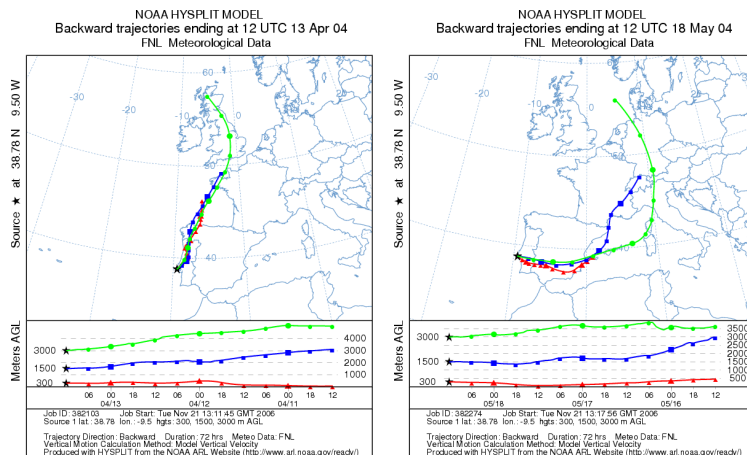 NOAA HYSPLIT MODEL
Backward trajectories ending at 12 UTC 13 Apr 04
FNL Meteorological Data
Source ★ at 38.78 N 9.50 W
-30
-20
-10
0
60
40
Meters AGL
3000
1500
300
4000
3000
2000
1000
06 00 18 12 06 00 18 12 06 00 18 12
04/13 04/12 04/11
Job ID: 382103 Job Start: Tue Nov 21 13:11:45 GMT 2006
Source 1 lat.: 38.78 lon.: -9.5 hgts: 300, 1500, 3000 m AGL
Trajectory Direction: Backward Duration: 72 hrs Meteo Data: FNL
Vertical Motion Calculation Method: Model Vertical Velocity
Produced with HYSPLIT from the NOAA ARL Website (http://www.arl.noaa.gov/ready/)
NOAA HYSPLIT MODEL
Backward trajectories ending at 12 UTC 18 May 04
FNL Meteorological Data
Source ★ at 38.78 N 9.50 W
-30
-20
-10
0
60
Meters AGL
3000
1500
300
3500
3000
2500
2000
1500
1000
500
06 00 18 12 06 00 18 12 06 00 18 12
05/18 05/17 05/16
Job ID: 382274 Job Start: Tue Nov 21 13:17:56 GMT 2006
Source 1 lat.: 38.78 lon.: -9.5 hgts: 300, 1500, 3000 m AGL
Trajectory Direction: Backward Duration: 72 hrs Meteo Data: FNL
Vertical Motion Calculation Method: Model Vertical Velocity
Produced with HYSPLIT from the NOAA ARL Website (http://www.arl.noaa.gov/ready/)